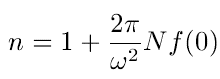 n = 1 + \frac{2\pi}{\omega^2} N f(0)